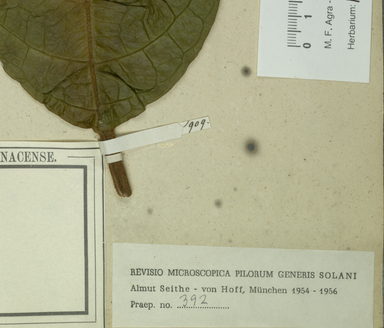 0 1
M. F. Agra -
Herbarium:
1909.
NACENSE.
REVISIO MICROSCOPICA PILORUM GENERIS SOLANI
Almut Seithe - von Hoff, München 1954 - 1956
Praep. no. 392